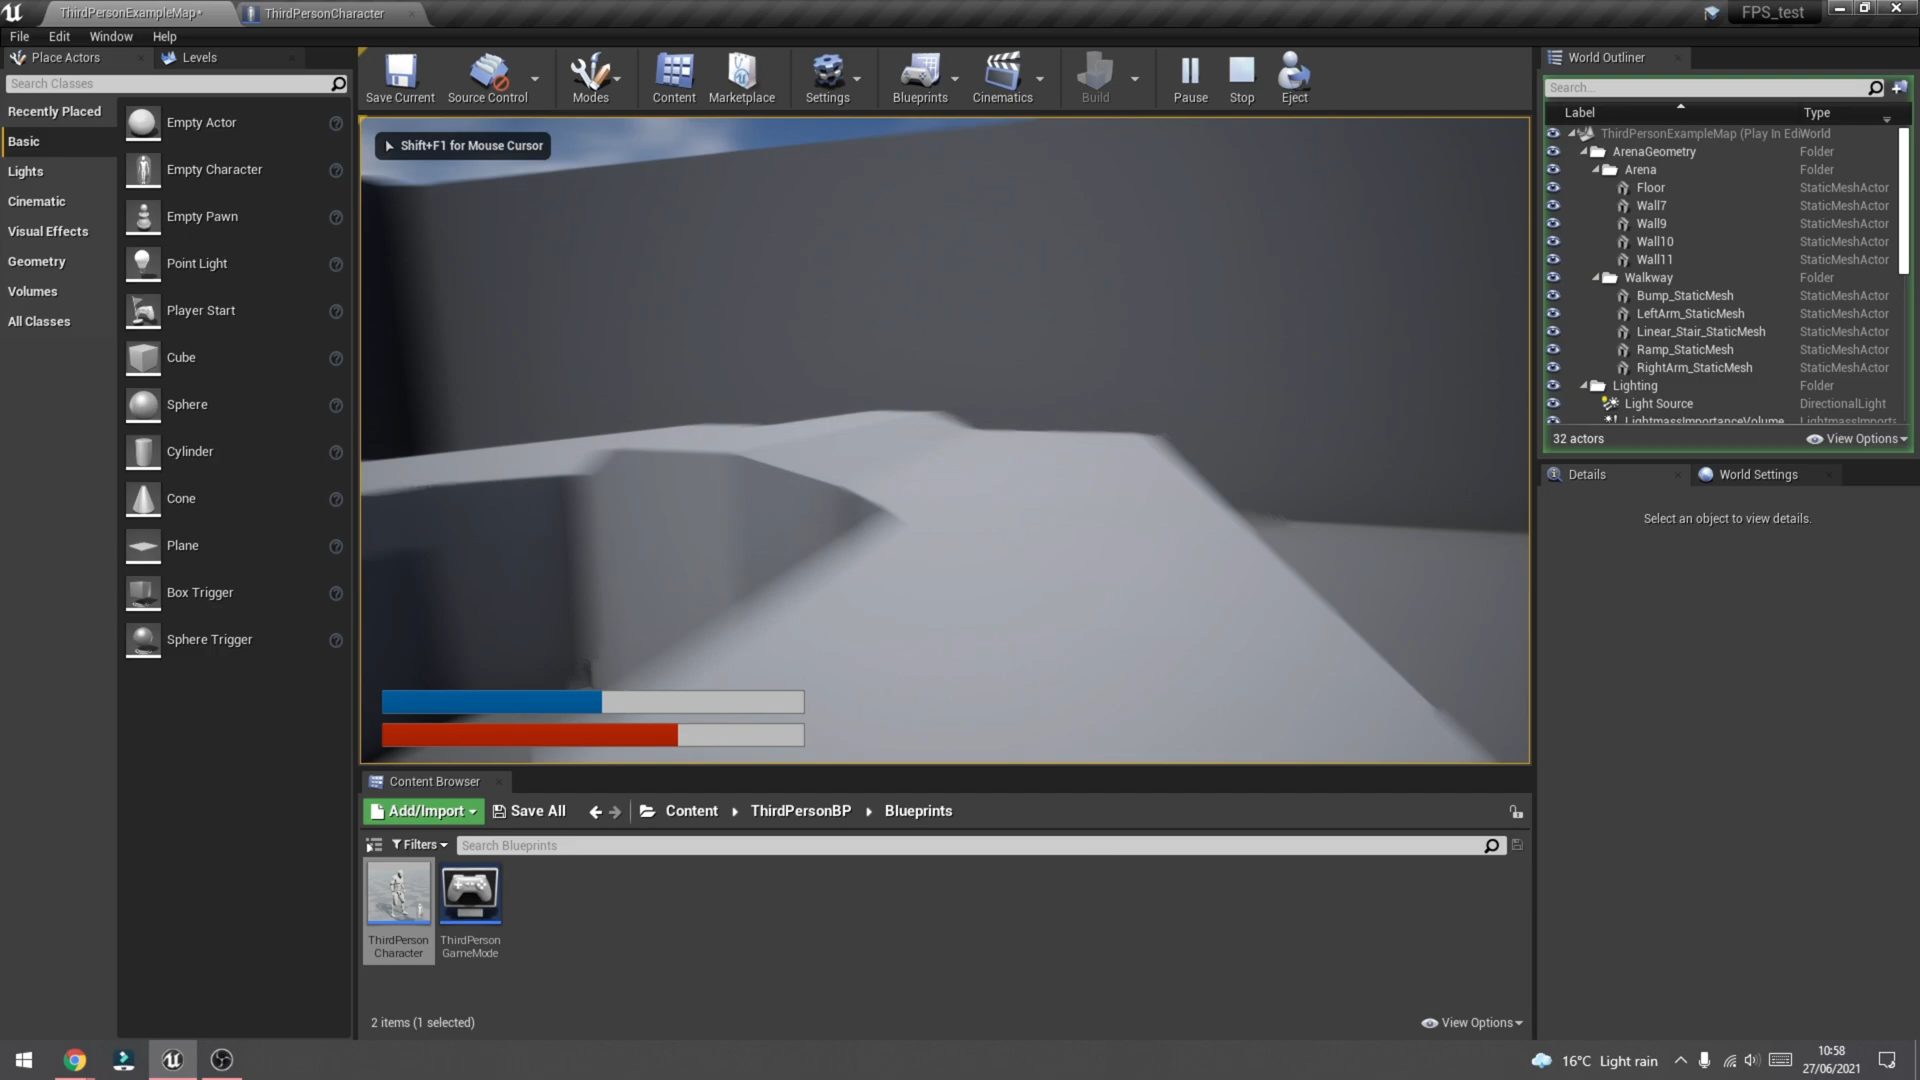 ThirdPersonExampleMap*
ThirdPersonCharacter
FPS_test
File Edit Window Help
Place Actors
Levels
Search Classes
Recently Placed
Basic
Lights
Cinematic
Visual Effects
Geometry
Volumes
All Classes
Empty Actor
Empty Character
Empty Pawn
Point Light
Player Start
Cube
Sphere
Cylinder
Cone
Plane
Box Trigger
Sphere Trigger
Save Current
Source Control
Modes
Content
Marketplace
Settings
Blueprints
Cinematics
Build
Pause
Stop
Eject
Shift+F1 for Mouse Cursor
World Outliner
Search...
Label Type
ThirdPersonExampleMap (Play In Edi World
ArenaGeometry Folder
Arena Folder
Floor StaticMeshActor
Wall7 StaticMeshActor
Wall9 StaticMeshActor
Wall10 StaticMeshActor
Wall11 StaticMeshActor
Walkway Folder
Bump_StaticMesh StaticMeshActor
LeftArm_StaticMesh StaticMeshActor
Linear_Stair_StaticMesh StaticMeshActor
Ramp_StaticMesh StaticMeshActor
RightArm_StaticMesh StaticMeshActor
Lighting Folder
Light Source DirectionalLight
LightmassImportanceVolume LightmassImports
32 actors
View Options
Details
World Settings
Select an object to view details.
Content Browser
Add/Import
Save All
Content
ThirdPersonBP
Blueprints
Filters
Search Blueprints
ThirdPerson
Character
ThirdPerson
GameMode
2 items (1 selected)
View Options
16°C Light rain
10:58
27/06/2021